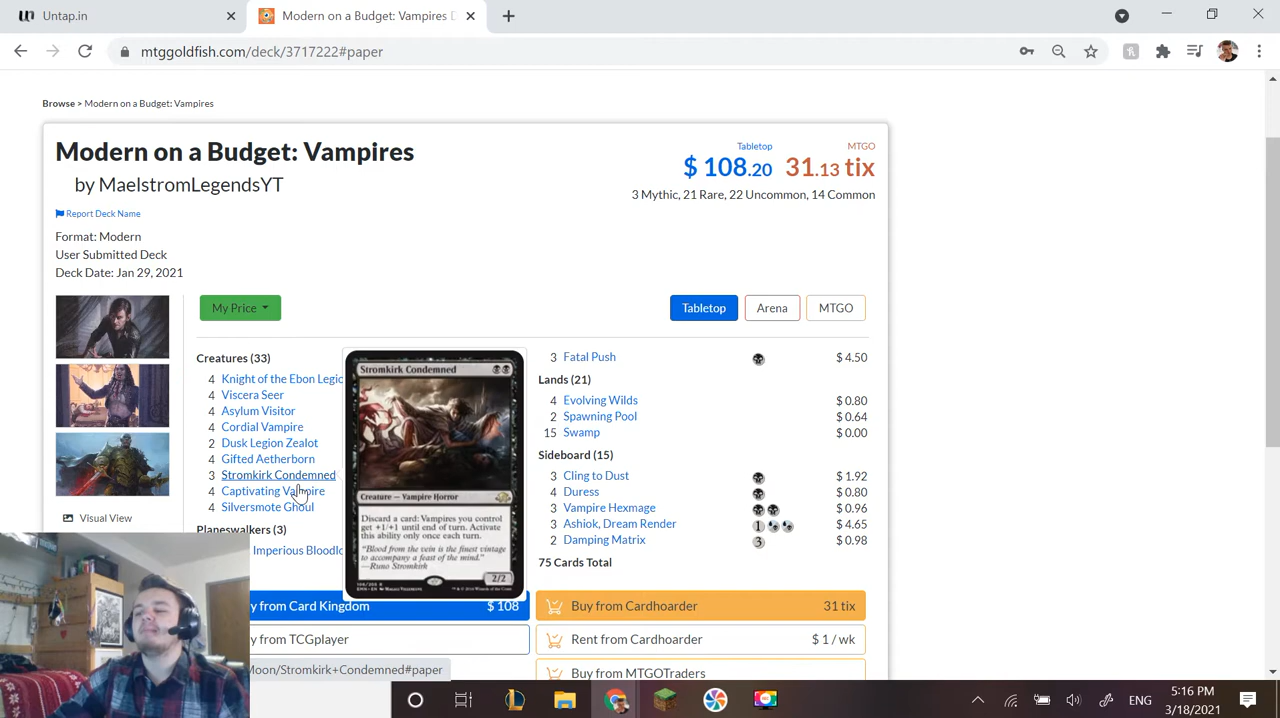 Untap.in
Modern on a Budget: Vampires D
mtggoldfish.com/deck/3717222#paper
Browse > Modern on a Budget: Vampires
Modern on a Budget: Vampires
by MaelstromLegendsYT
Report Deck Name
Format: Modern
User Submitted Deck
Deck Date: Jan 29, 2021
Tabletop
$ 108.20
MTGO
31.13 tix
3 Mythic, 21 Rare, 22 Uncommon, 14 Common
My Price
Tabletop
Arena
MTGO
Visual View
Creatures (33)
4 Knight of the Ebon Legio
4 Viscera Seer
4 Asylum Visitor
4 Cordial Vampire
2 Dusk Legion Zealot
4 Gifted Aetherborn
3 Stromkirk Condemned
4 Captivating Vampire
4 Silversmote Ghoul
Planeswalkers (3)
Imperious Bloodlo
Stromkirk Condemned
Creature — Vampire Horror
Discard a card: Vampires you control
get +1/+1 until end of turn. Activate
this ability only once each turn.
"Blood from the vein is the finest vintage
to accompany a feast of the mind."
—Runo Stromkirk
2/2
3 Fatal Push $ 4.50
Lands (21)
4 Evolving Wilds $ 0.80
2 Spawning Pool $ 0.64
15 Swamp $ 0.00
Sideboard (15)
3 Cling to Dust $ 1.92
4 Duress $ 0.80
3 Vampire Hexmage $ 0.96
3 Ashiok, Dream Render 1 $ 4.65
2 Damping Matrix 3 $ 0.98
75 Cards Total
y from Card Kingdom $ 108
y from TCGplayer
Buy from Cardhoarder 31 tix
Rent from Cardhoarder $ 1 / wk
Buy from MTGOTraders
Moon/Stromkirk+Condemned#paper
ENG
5:16 PM
3/18/2021